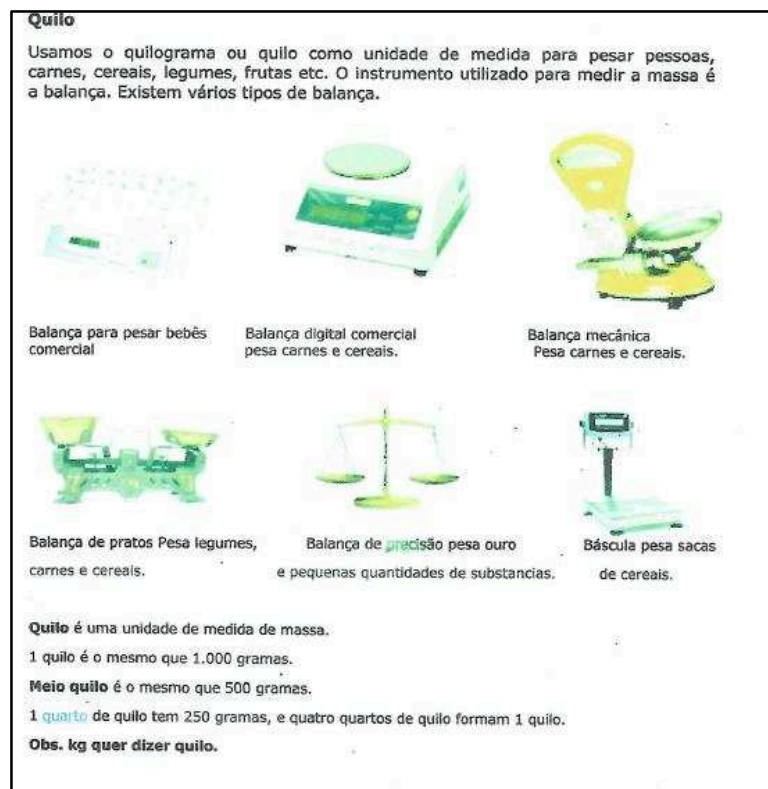 Quilo
Usamos o quilograma ou quilo como unidade de medida para pesar pessoas,
carnes, cereais, legumes, frutas etc. O instrumento utilizado para medir a massa é
a balança. Existem vários tipos de balança.
Balança para pesar bebês
comercial
Balança digital comercial
pesa carnes e cereais.
Balança mecânica
Pesa carnes e cereais.
Balança de pratos Pesa legumes,
carnes e cereais.
Balança de precisão pesa ouro
e pequenas quantidades de substancias.
Báscula pesa sacas
de cereais.
Quilo é uma unidade de medida de massa.
1 quilo é o mesmo que 1.000 gramas.
Meio quilo é o mesmo que 500 gramas.
1 quarto de quilo tem 250 gramas, e quatro quartos de quilo formam 1 quilo.
Obs. kg quer dizer quilo.